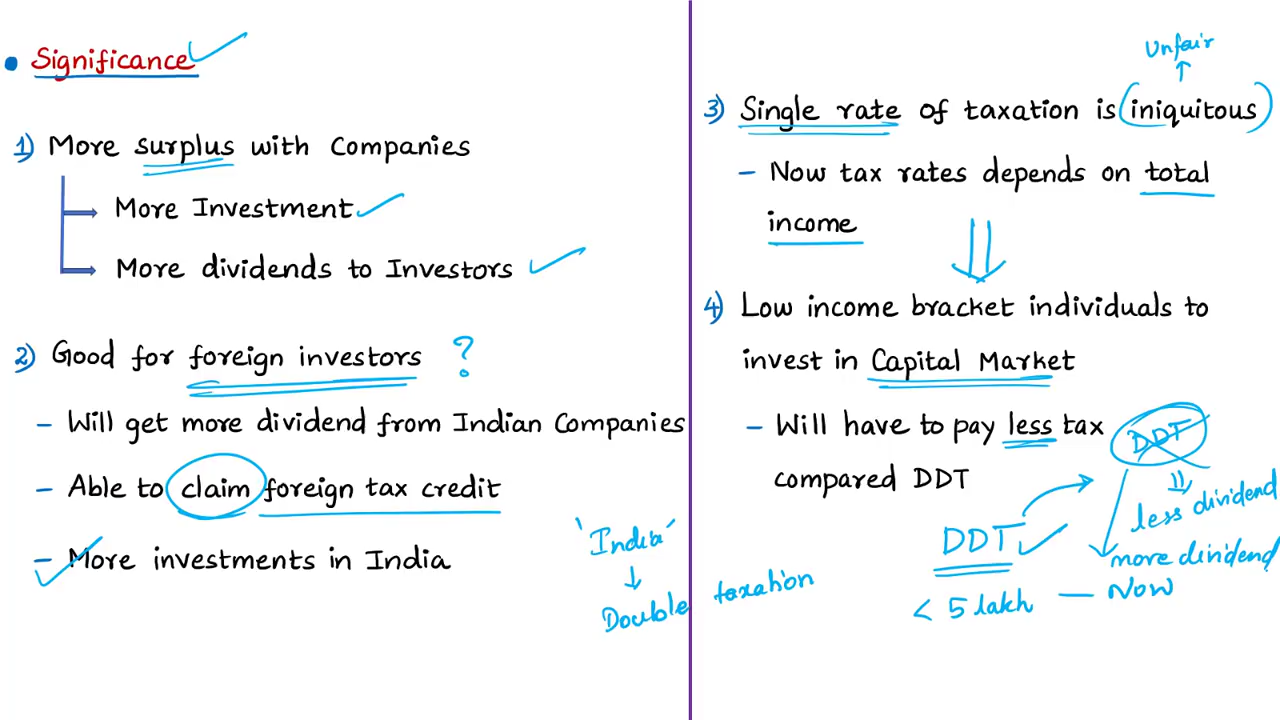 • Significance
1) More surplus with Companies
More Investment
More dividends to Investors
2) Good for foreign investors ?
- Will get more dividend from Indian Companies
- Able to claim foreign tax credit
- More investments in India
'India'
Double taxation
Unfair
3) Single rate of taxation is (iniquitous)
- Now tax rates depends on total
income
4) Low income bracket individuals to
invest in Capital Market
- Will have to pay less tax
compared DDT
DDT
less dividend
DDT
more dividend
< 5 lakh — Now